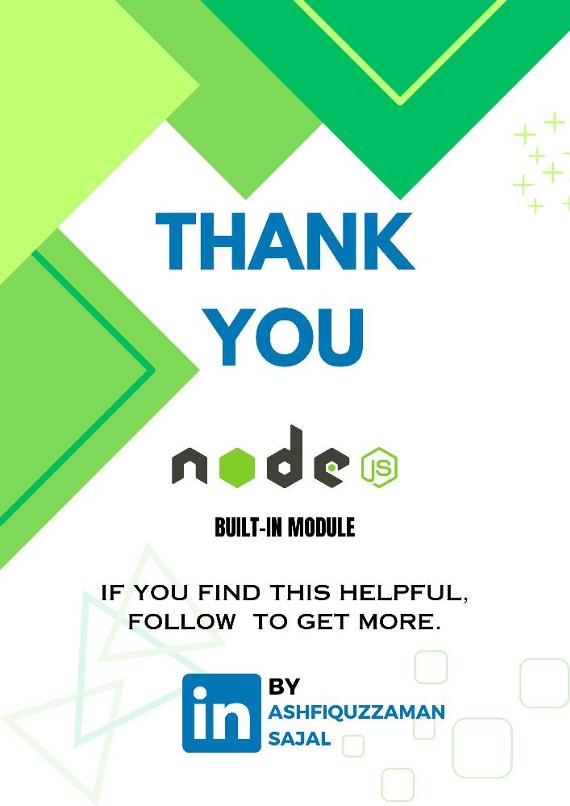 THANK
YOU
node JS
BUILT-IN MODULE
IF YOU FIND THIS HELPFUL,
FOLLOW TO GET MORE.
in
BY
ASHFIQUZZAMAN
SAJAL